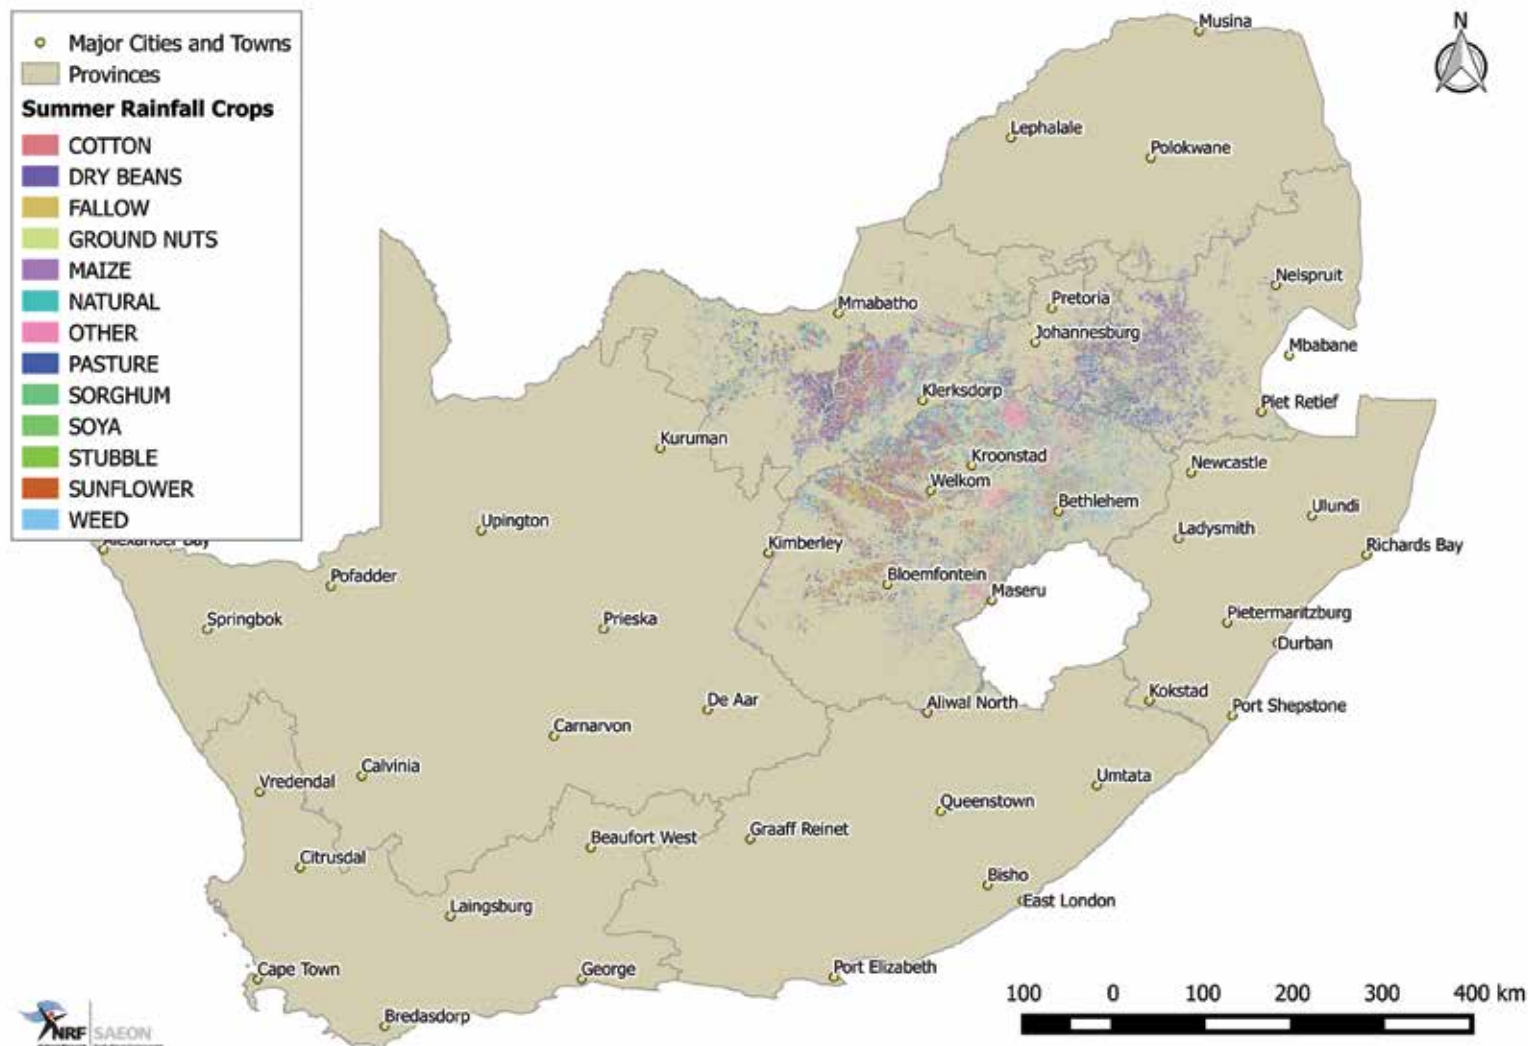 Major Cities and Towns
Provinces
Summer Rainfall Crops
COTTON
DRY BEANS
FALLOW
GROUND NUTS
MAIZE
NATURAL
OTHER
PASTURE
SORGHUM
SOYA
STUBBLE
SUNFLOWER
WEED
N
Musina
Lephalale
Polokwane
Nelspruit
Mmabatho
Pretoria
Johannesburg
Mbabane
Klerksdorp
Piet Retief
Kuruman
Kroonstad
Newcastle
Welkom
Bethlehem
Ulundi
Upington
Ladysmith
Alexander Bay
Kimberley
Richards Bay
Pofadder
Bloemfontein
Maseru
Springbok
Prieska
Pietermaritzburg
Durban
De Aar
Aliwal North
Kokstad
Port Shepstone
Carnarvon
Calvinia
Vredendal
Umtata
Queenstown
Beaufort West
Graaff Reinet
Citrusdal
Bisho
Laingsburg
East London
Cape Town
George
Port Elizabeth
Bredasdorp
100 0 100 200 300 400 km
NRF SAEON